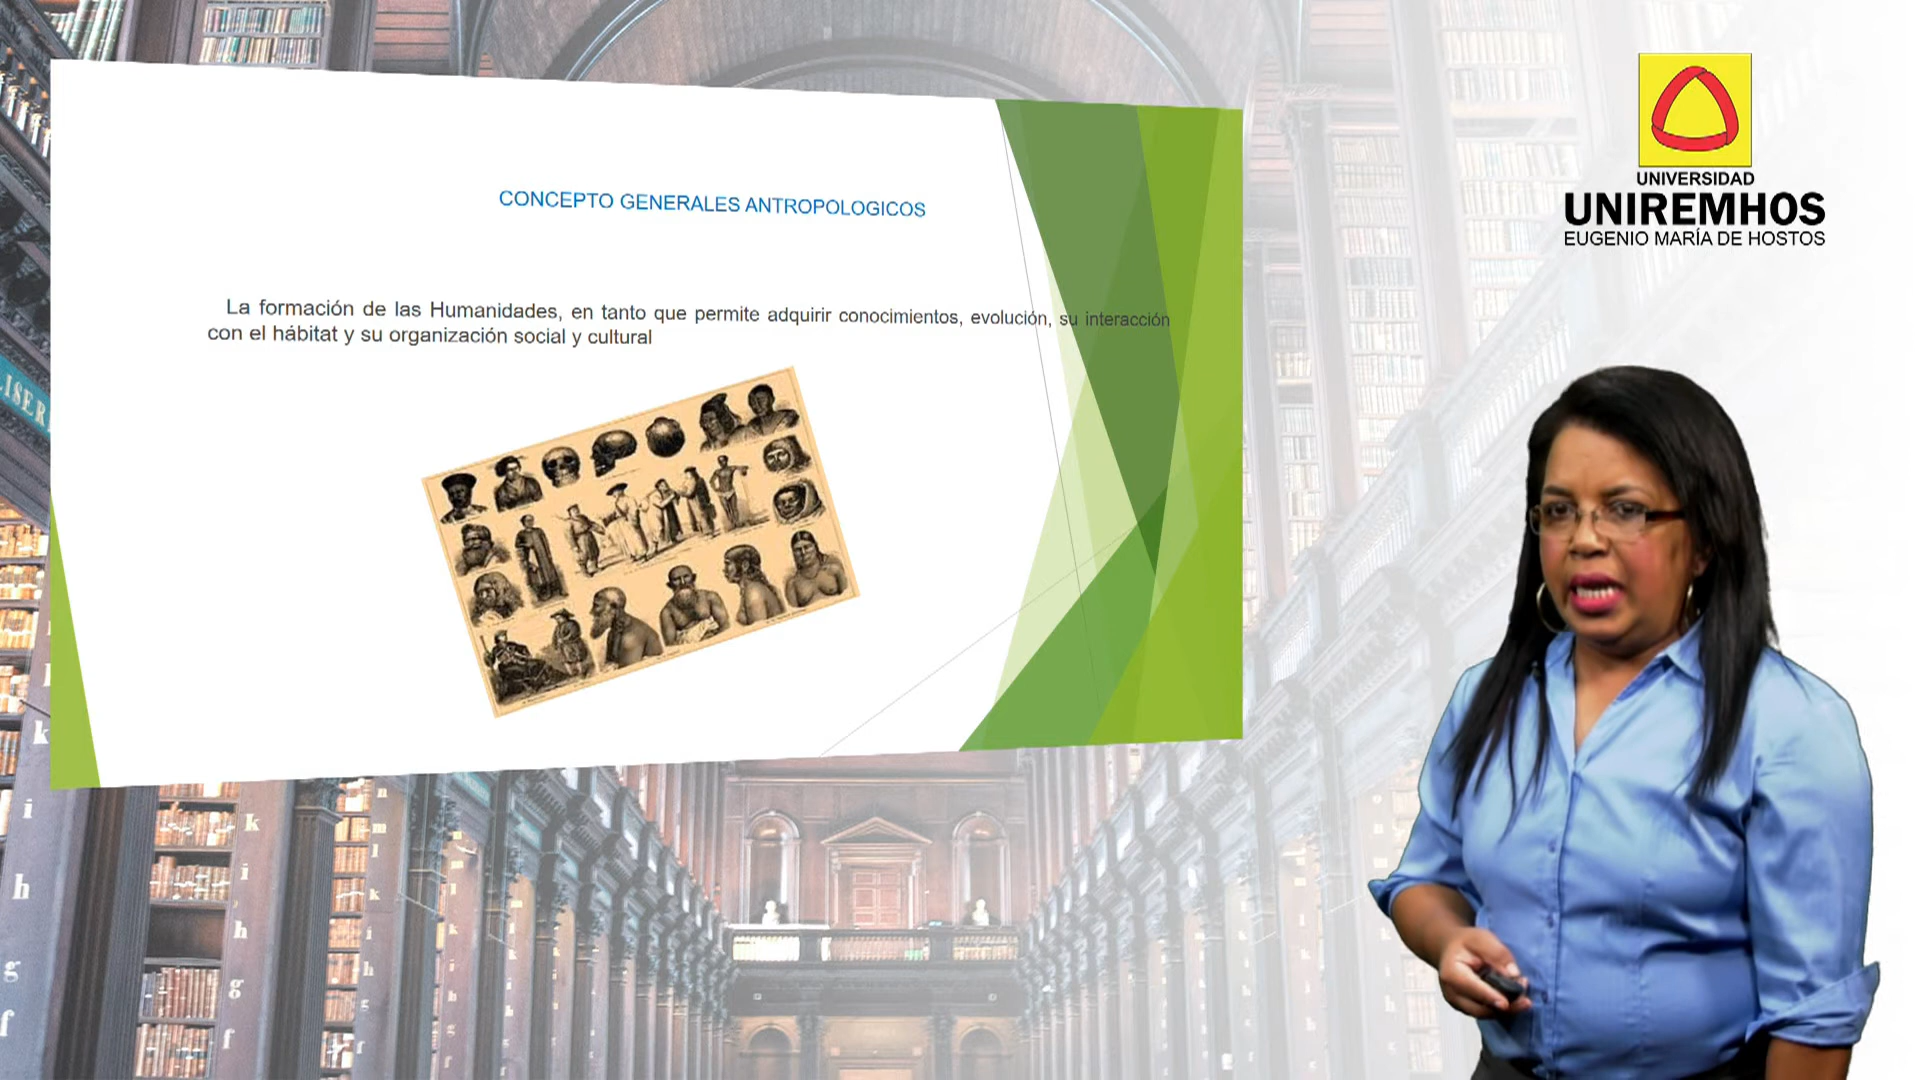 CONCEPTO GENERALES ANTROPOLOGICOS
La formación de las Humanidades, en tanto que permite adquirir conocimientos, evolución, su interacción
con el hábitat y su organización social y cultural
UNIVERSIDAD
UNIREMHOS
EUGENIO MARÍA DE HOSTOS
LISER
k
i
h
g
f
k
i
h
g
f